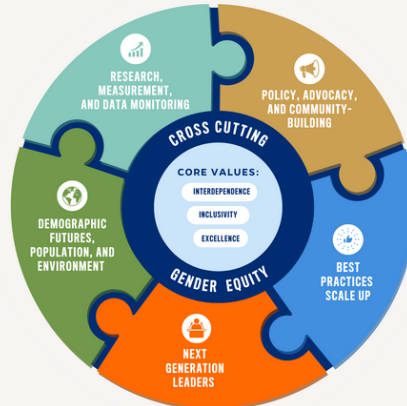 RESEARCH,
MEASUREMENT,
AND DATA MONITORING
POLICY, ADVOCACY,
AND COMMUNITY-
BUILDING
CROSS CUTTING
CORE VALUES:
INTERDEPENDENCE
INCLUSIVITY
EXCELLENCE
GENDER EQUITY
DEMOGRAPHIC
FUTURES,
POPULATION, AND
ENVIRONMENT
BEST
PRACTICES
SCALE UP
NEXT
GENERATION
LEADERS